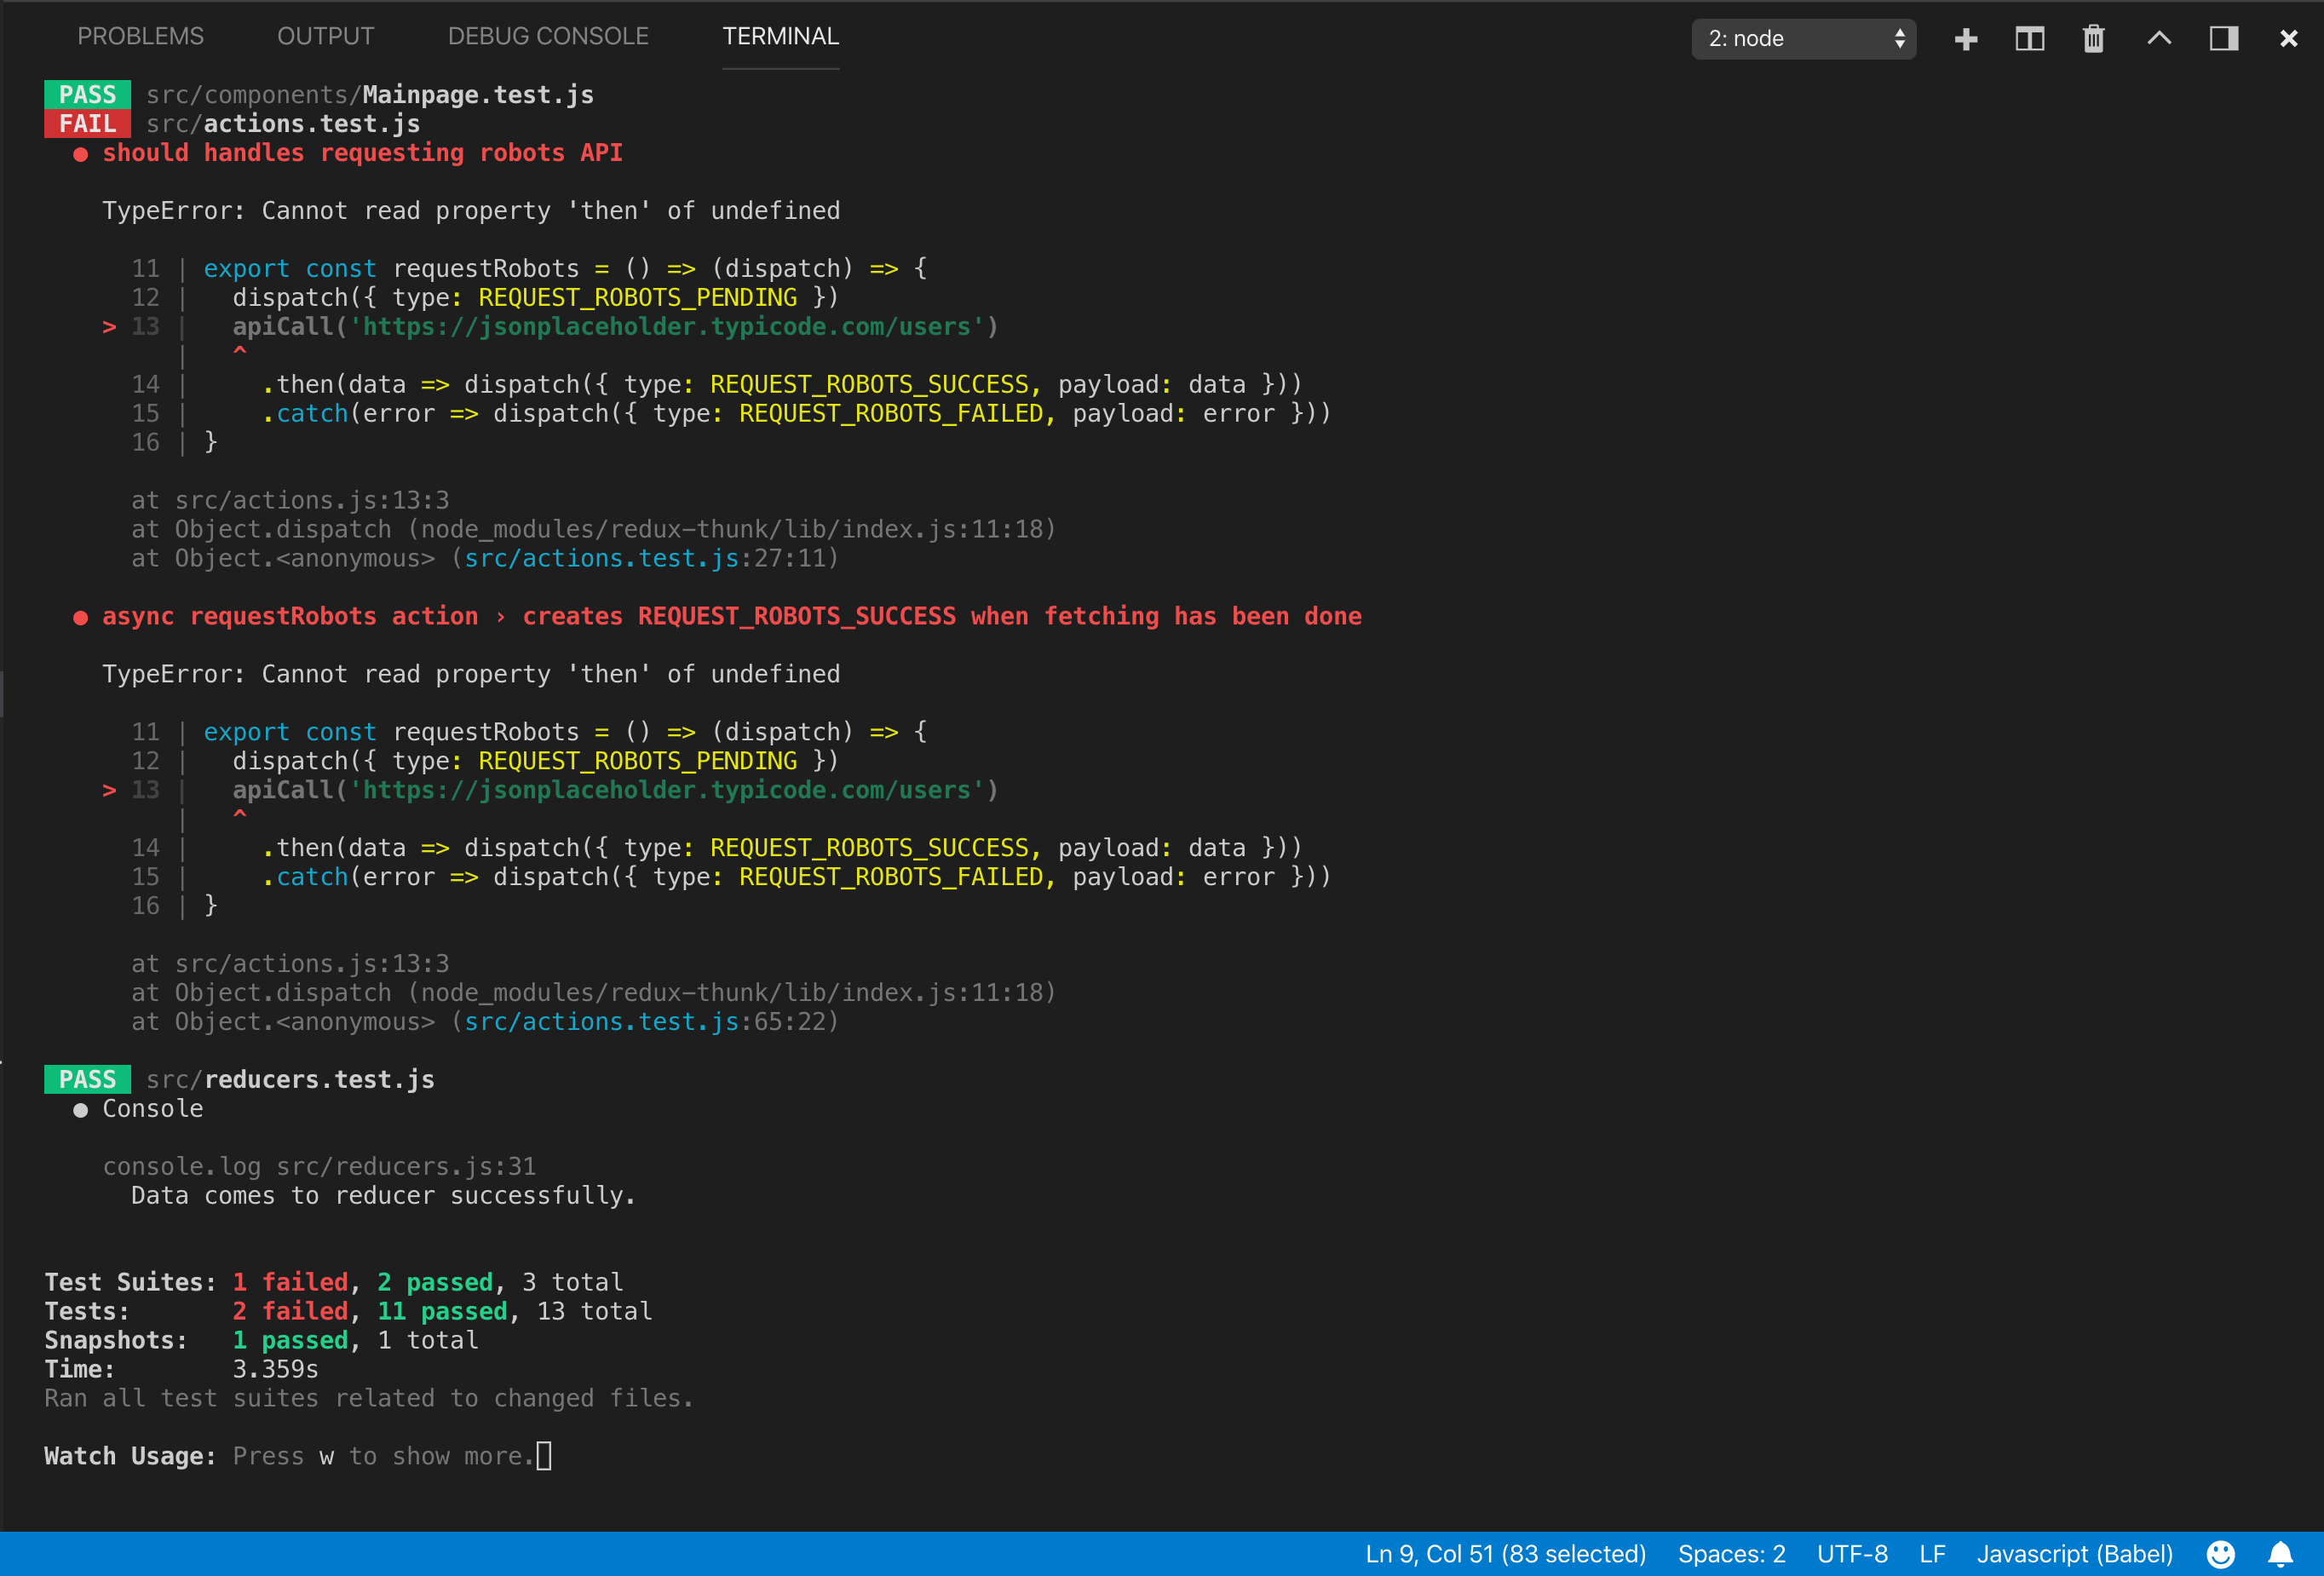 PROBLEMS OUTPUT DEBUG CONSOLE TERMINAL 2: node
PASS src/components/Mainpage.test.js
FAIL src/actions.test.js
● should handles requesting robots API
TypeError: Cannot read property 'then' of undefined
11 | export const requestRobots = () => (dispatch) => {
12 |   dispatch({ type: REQUEST_ROBOTS_PENDING })
> 13 |   apiCall('https://jsonplaceholder.typicode.com/users')
|   ^
14 |     .then(data => dispatch({ type: REQUEST_ROBOTS_SUCCESS, payload: data }))
15 |     .catch(error => dispatch({ type: REQUEST_ROBOTS_FAILED, payload: error }))
16 | }
at src/actions.js:13:3
at Object.dispatch (node_modules/redux-thunk/lib/index.js:11:18)
at Object.<anonymous> (src/actions.test.js:27:11)
● async requestRobots action › creates REQUEST_ROBOTS_SUCCESS when fetching has been done
TypeError: Cannot read property 'then' of undefined
11 | export const requestRobots = () => (dispatch) => {
12 |   dispatch({ type: REQUEST_ROBOTS_PENDING })
> 13 |   apiCall('https://jsonplaceholder.typicode.com/users')
|   ^
14 |     .then(data => dispatch({ type: REQUEST_ROBOTS_SUCCESS, payload: data }))
15 |     .catch(error => dispatch({ type: REQUEST_ROBOTS_FAILED, payload: error }))
16 | }
at src/actions.js:13:3
at Object.dispatch (node_modules/redux-thunk/lib/index.js:11:18)
at Object.<anonymous> (src/actions.test.js:65:22)
PASS src/reducers.test.js
● Console
console.log src/reducers.js:31
Data comes to reducer successfully.
Test Suites: 1 failed, 2 passed, 3 total
Tests: 2 failed, 11 passed, 13 total
Snapshots: 1 passed, 1 total
Time: 3.359s
Ran all test suites related to changed files.
Watch Usage: Press w to show more.
Ln 9, Col 51 (83 selected) Spaces: 2 UTF-8 LF Javascript (Babel)